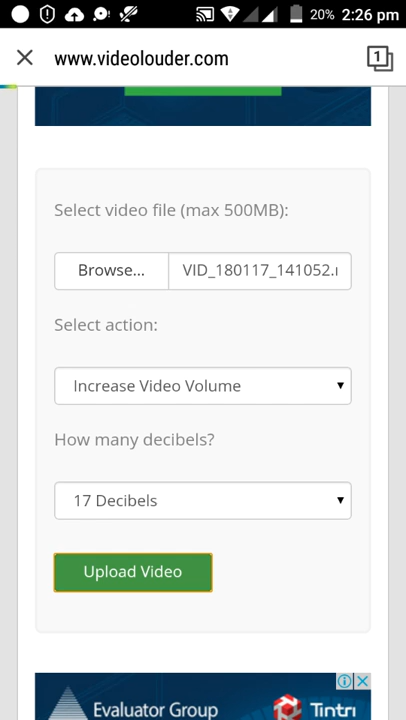 20% 2:26 pm
www.videolouder.com
1
Select video file (max 500MB):
Browse... VID_180117_141052.
Select action:
Increase Video Volume
How many decibels?
17 Decibels
Upload Video
Evaluator Group
Tintri